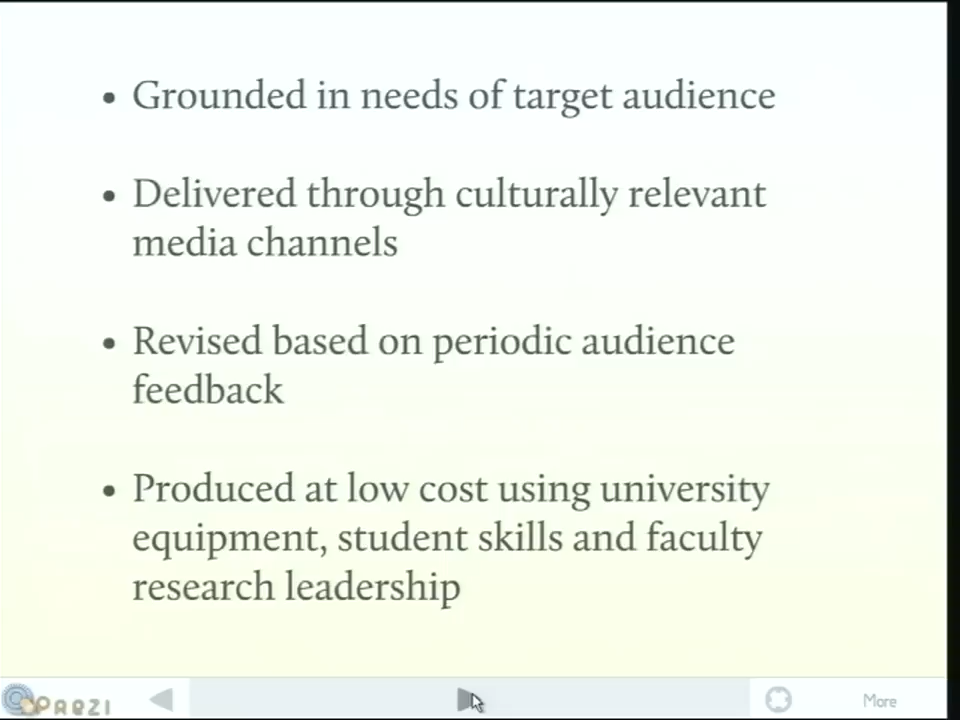 • Grounded in needs of target audience
• Delivered through culturally relevant
media channels
• Revised based on periodic audience
feedback
• Produced at low cost using university
equipment, student skills and faculty
research leadership
Prezi
More